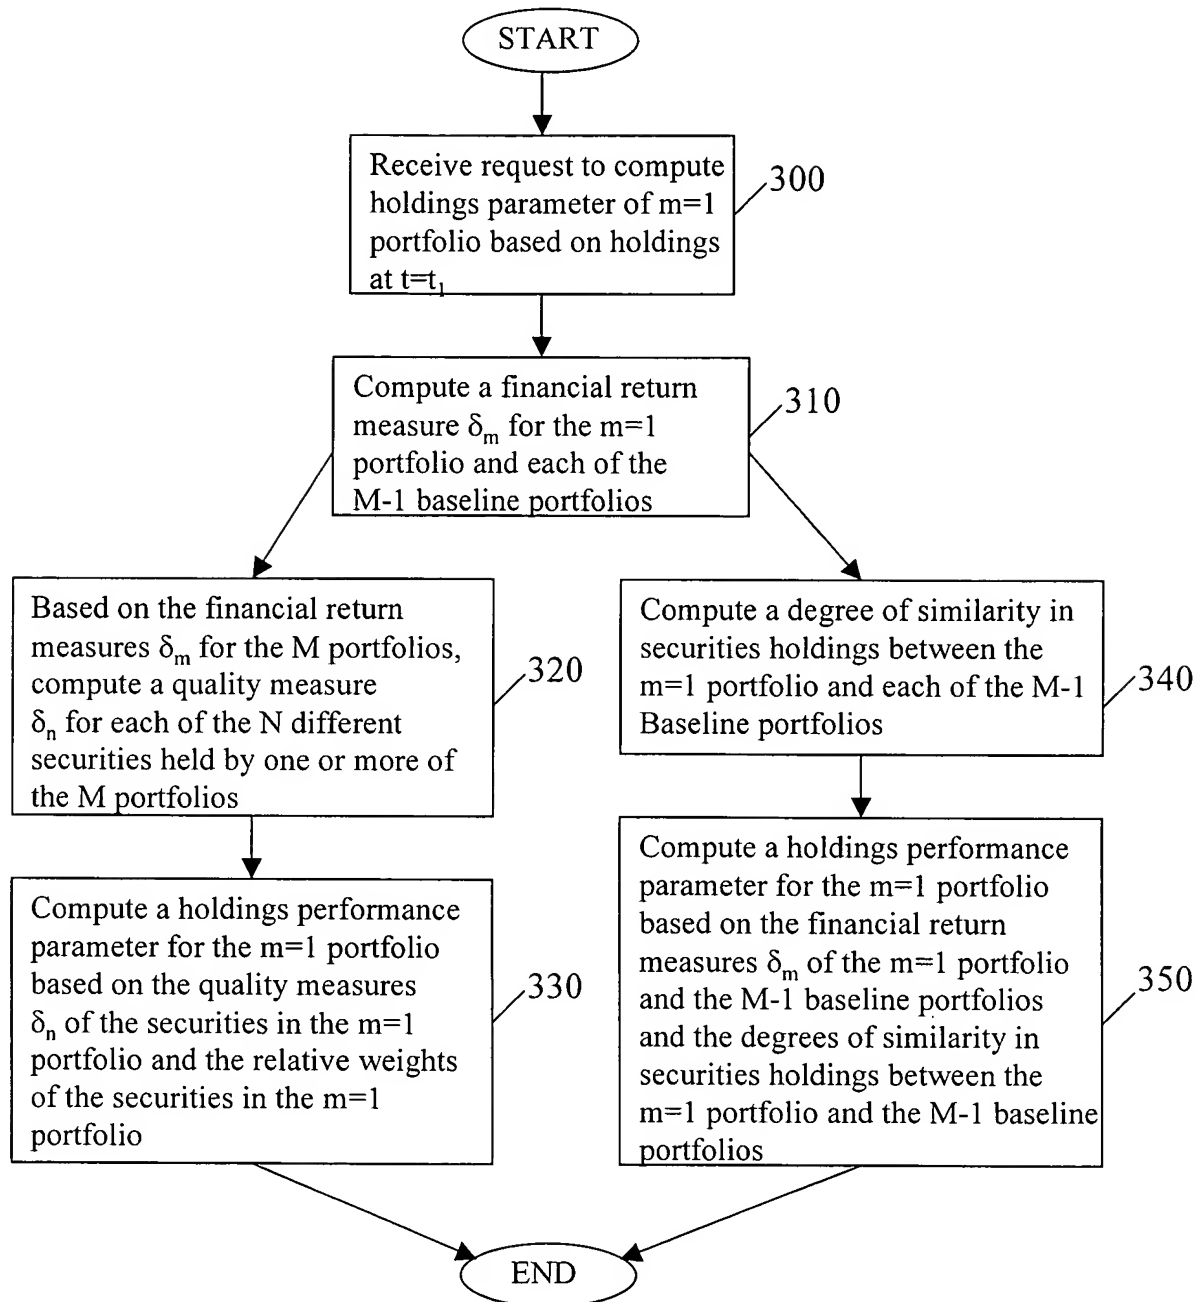 START
Receive request to compute
holdings parameter of m=1
portfolio based on holdings
at t=t₁
300
Compute a financial return
measure δₘ for the m=1
portfolio and each of the
M-1 baseline portfolios
310
Based on the financial return
measures δₘ for the M portfolios,
compute a quality measure
δₙ for each of the N different
securities held by one or more of
the M portfolios
320
Compute a degree of similarity in
securities holdings between the
m=1 portfolio and each of the M-1
Baseline portfolios
340
Compute a holdings performance
parameter for the m=1 portfolio
based on the quality measures
δₙ of the securities in the m=1
portfolio and the relative weights
of the securities in the m=1
portfolio
330
Compute a holdings performance
parameter for the m=1 portfolio
based on the financial return
measures δₘ of the m=1 portfolio
and the M-1 baseline portfolios
and the degrees of similarity in
securities holdings between the
m=1 portfolio and the M-1 baseline
portfolios
350
END